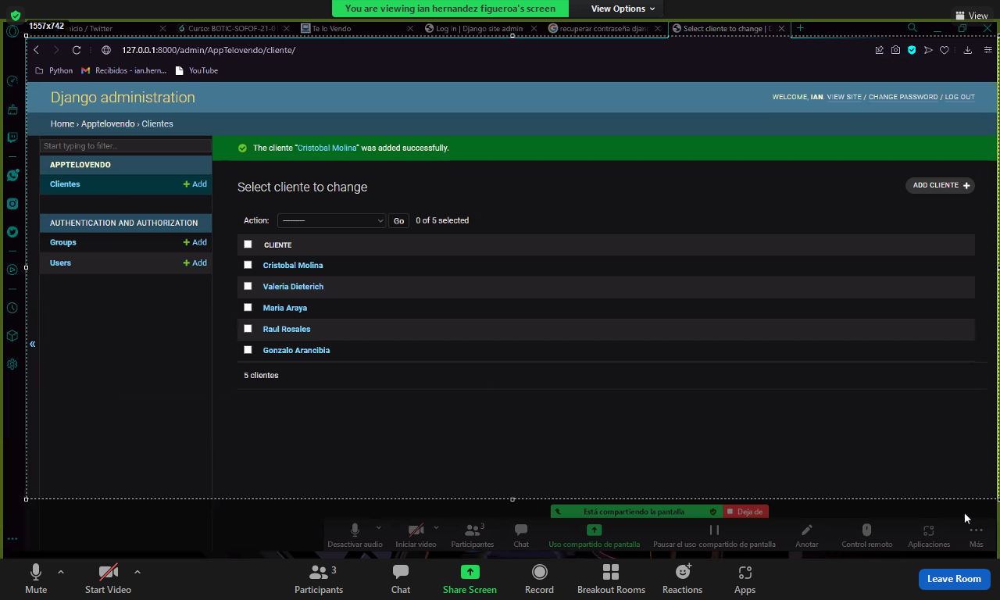 You are viewing ian hernandez figueroa's screen
View Options
View
1557x742
nicio / Twitter
Curso: BOTIC-SOFOF-21-0
Te lo Vendo
Log in | Django site admin
recuperar contraseña djan
Select cliente to change | D
127.0.0.1:8000/admin/AppTelovendo/cliente/
Python
Recibidos - ian.hern...
YouTube
Django administration
WELCOME, IAN. VIEW SITE / CHANGE PASSWORD / LOG OUT
Home › Apptelovendo › Clientes
Start typing to filter...
The cliente “Cristobal Molina” was added successfully.
APPTELOVENDO
Clientes
+ Add
Select cliente to change
ADD CLIENTE +
AUTHENTICATION AND AUTHORIZATION
Groups
+ Add
Users
+ Add
Action:
---------
Go
0 of 5 selected
CLIENTE
Cristobal Molina
Valeria Dieterich
Maria Araya
Raul Rosales
Gonzalo Arancibia
«
5 clientes
Está compartiendo la pantalla
Deja de
Desactivar audio
Iniciar video
3
Participantes
Chat
Uso compartido de pantalla
Pausar el uso compartido de pantalla
Anotar
Control remoto
Aplicaciones
Más
Mute
Start Video
Participants
3
Chat
Share Screen
Record
Breakout Rooms
Reactions
Apps
Leave Room